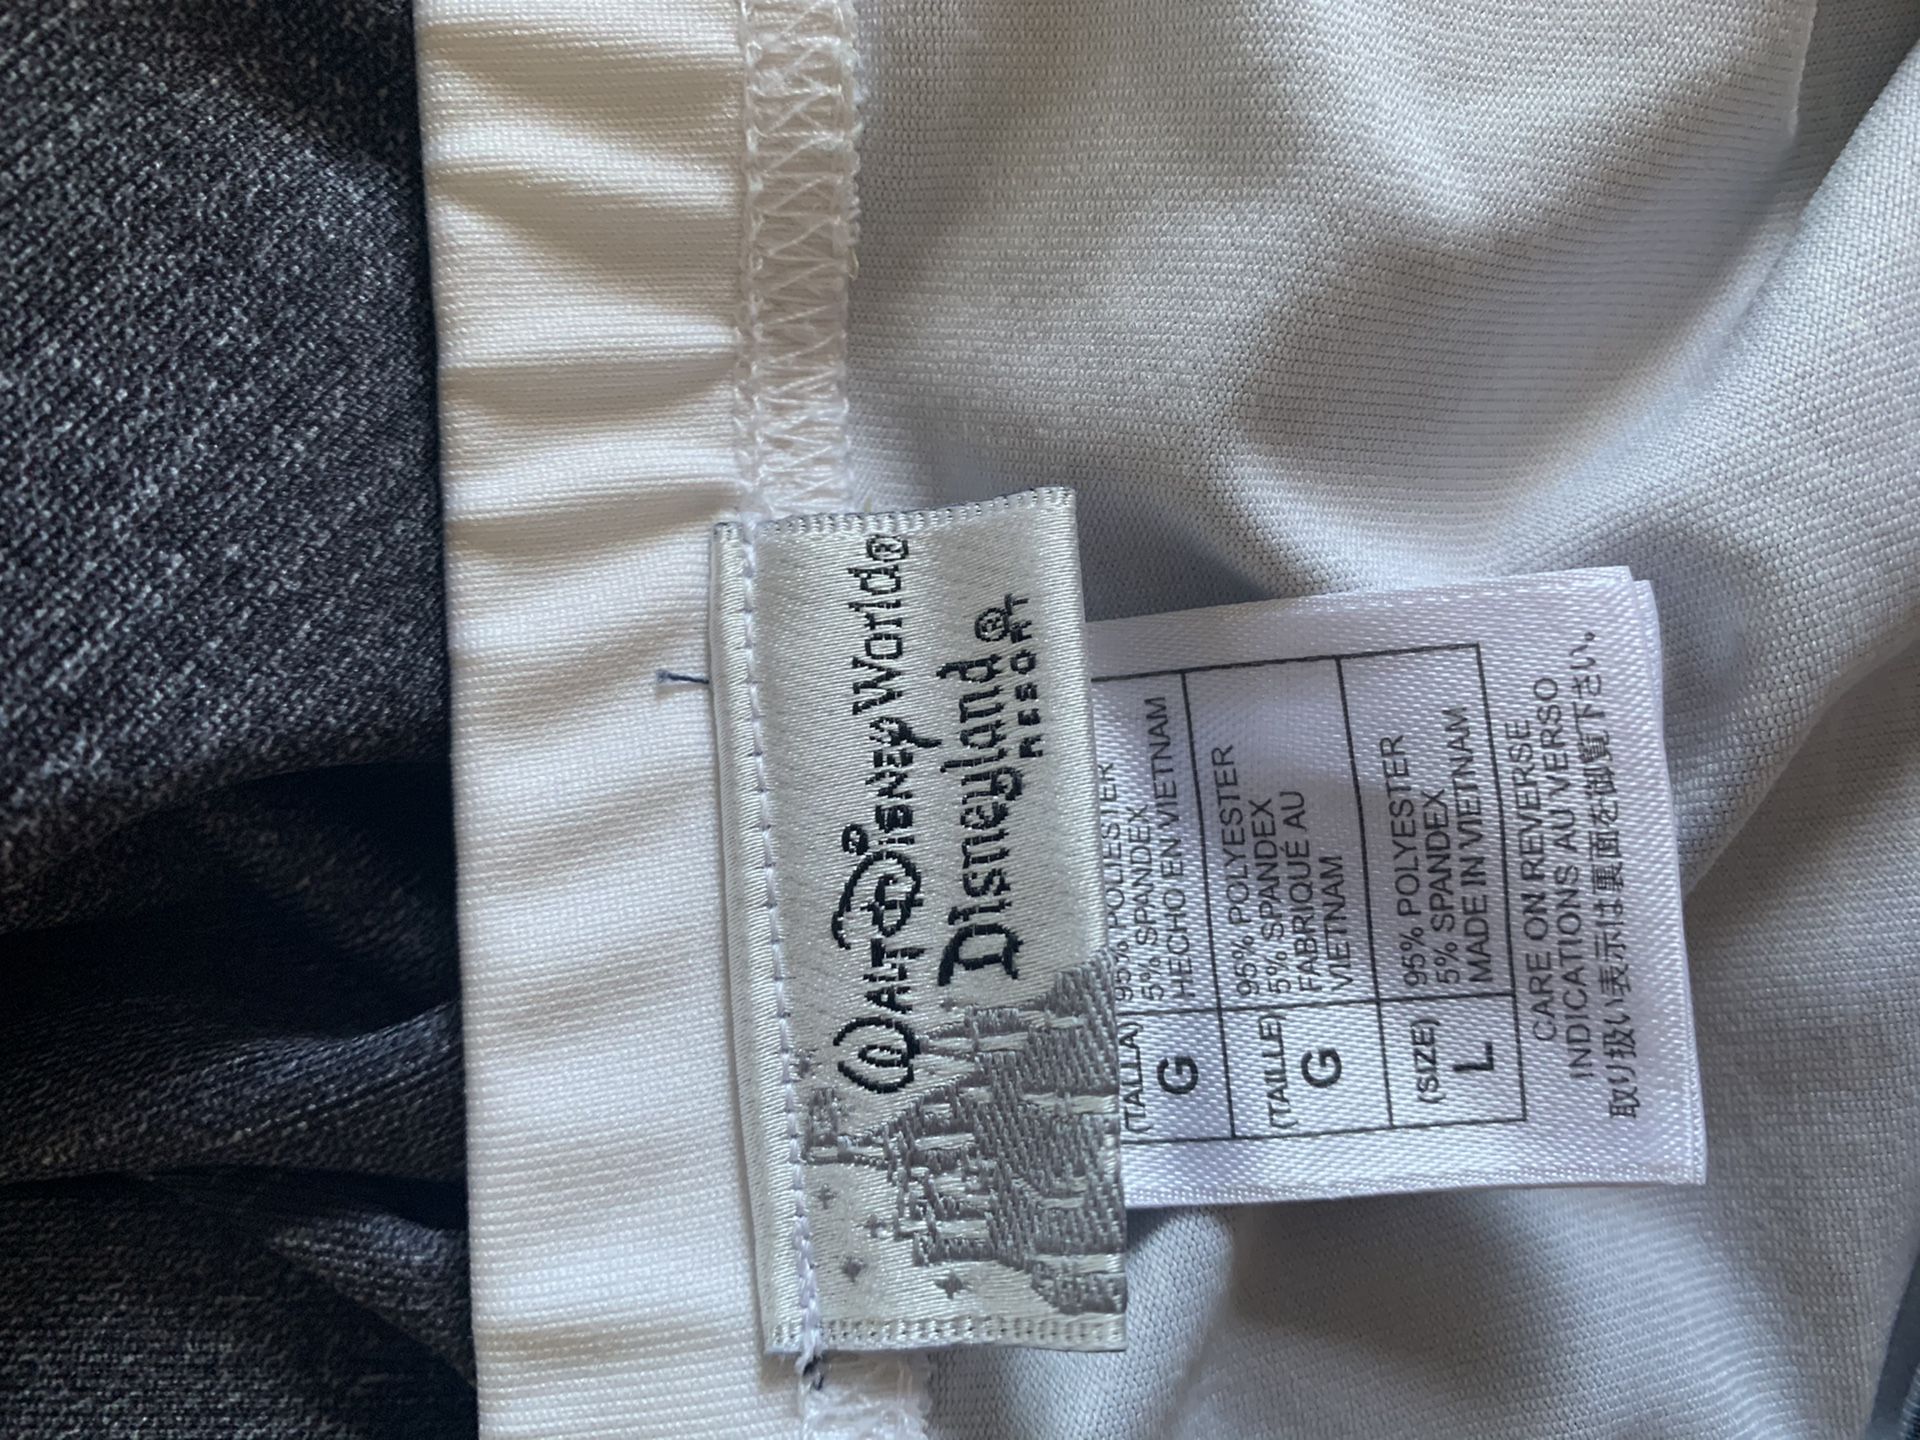 WALT DISNEY World®
Disneyland®
RESORT
(TALLA)
G
95% POLIESTER
5% SPANDEX
HECHO EN VIETNAM
(TAILLE)
G
95% POLYESTER
5% SPANDEX
FABRIQUÉ AU
VIETNAM
(SIZE)
L
95% POLYESTER
5% SPANDEX
MADE IN VIETNAM
CARE ON REVERSE
INDICATIONS AU VERSO
取り扱い表示は裏面を御覧下さい。